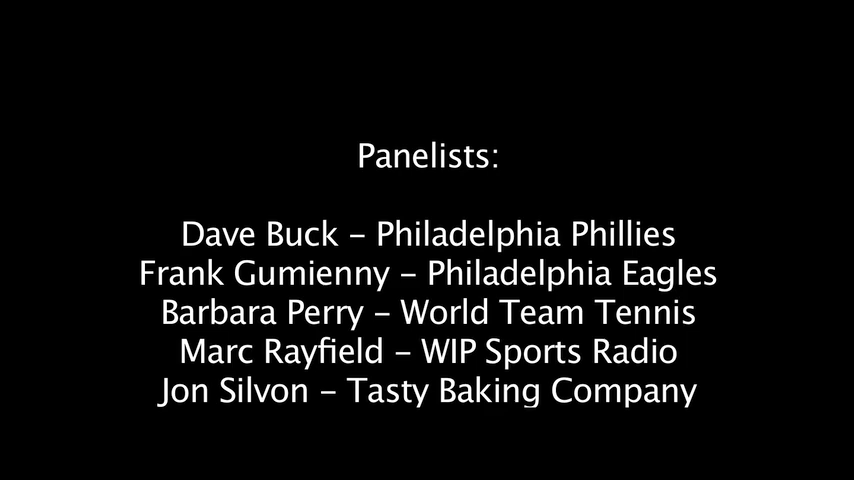 Panelists:
Dave Buck – Philadelphia Phillies
Frank Gumienny – Philadelphia Eagles
Barbara Perry – World Team Tennis
Marc Rayfield – WIP Sports Radio
Jon Silvon – Tasty Baking Company